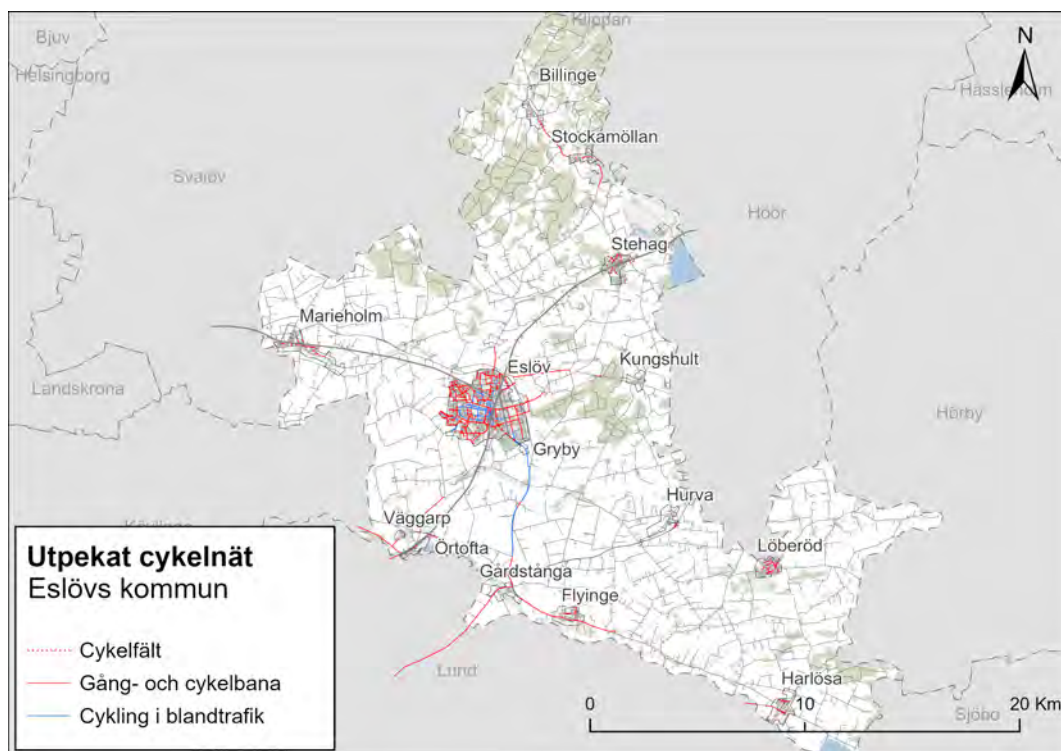 Klippan
Bjuv
N
Helsingborg
Billinge
Hässleholm
Stockamöllan
Svalöv
Höör
Stehag
Marieholm
Eslöv
Kungshult
Landskrona
Hörby
Gryby
Hurva
Väggarp
Kävlinge
Örtofta
Löberöd
Gårdstånga
Flyinge
Lund
Harlösa
Sjöbo
0 10 20 Km
Utpekat cykelnät
Eslövs kommun
Cykelfält
Gång- och cykelbana
Cykling i blandtrafik